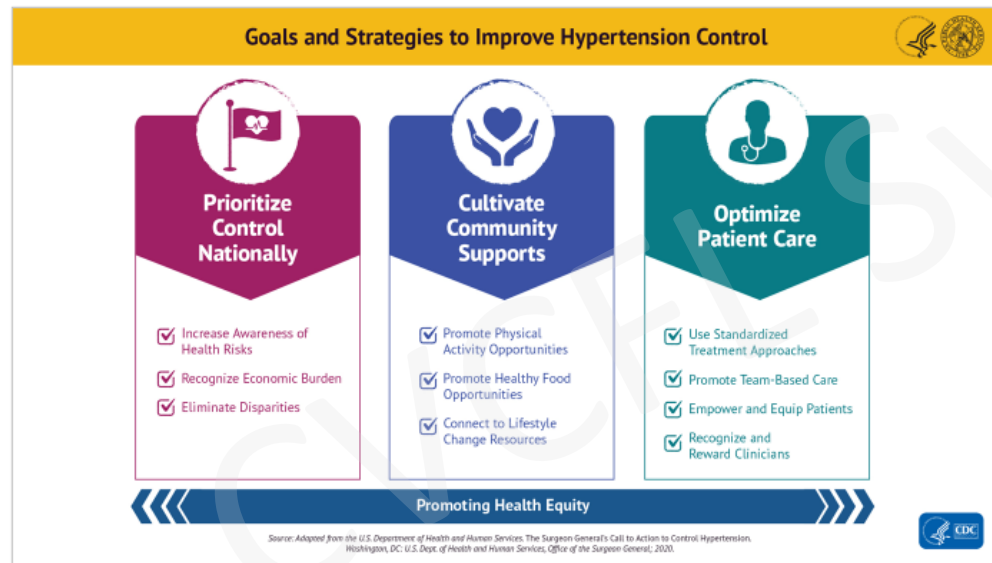 Goals and Strategies to Improve Hypertension Control
Prioritize
Control
Nationally
Increase Awareness of
Health Risks
Recognize Economic Burden
Eliminate Disparities
Cultivate
Community
Supports
Promote Physical
Activity Opportunities
Promote Healthy Food
Opportunities
Connect to Lifestyle
Change Resources
Optimize
Patient Care
Use Standardized
Treatment Approaches
Promote Team-Based Care
Empower and Equip Patients
Recognize and
Reward Clinicians
Promoting Health Equity
Source: Adapted from the U.S. Department of Health and Human Services. The Surgeon General's Call to Action to Control Hypertension.
Washington, DC: U.S. Dept. of Health and Human Services, Office of the Surgeon General; 2020.
CDC